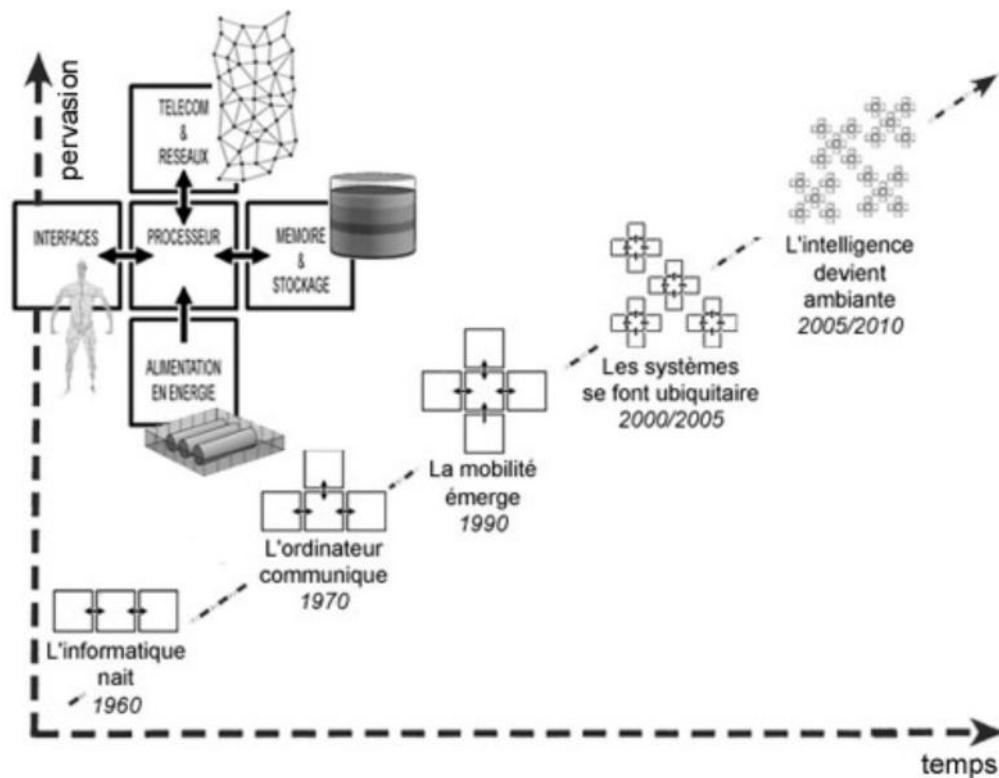 pervasion
TELECOM
&
RESEAUX
INTERFACES
PROCESSEUR
MEMOIRE
&
STOCKAGE
ALIMENTATION
EN ENERGIE
L'informatique
nait
1960
L'ordinateur
communique
1970
La mobilité
émerge
1990
Les systèmes
se font ubiquitaire
2000/2005
L'intelligence
devient
ambiante
2005/2010
temps